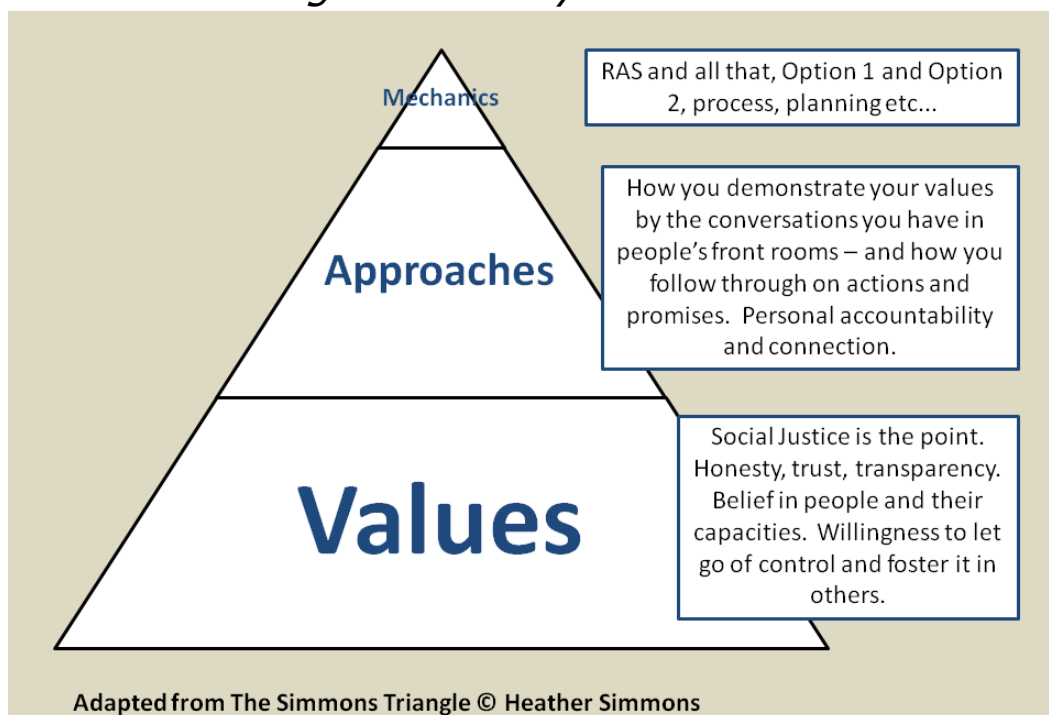 Mechanics
RAS and all that, Option 1 and Option
2, process, planning etc...
Approaches
How you demonstrate your values
by the conversations you have in
people's front rooms – and how you
follow through on actions and
promises. Personal accountability
and connection.
Values
Social Justice is the point.
Honesty, trust, transparency.
Belief in people and their
capacities. Willingness to let
go of control and foster it in
others.
Adapted from The Simmons Triangle © Heather Simmons